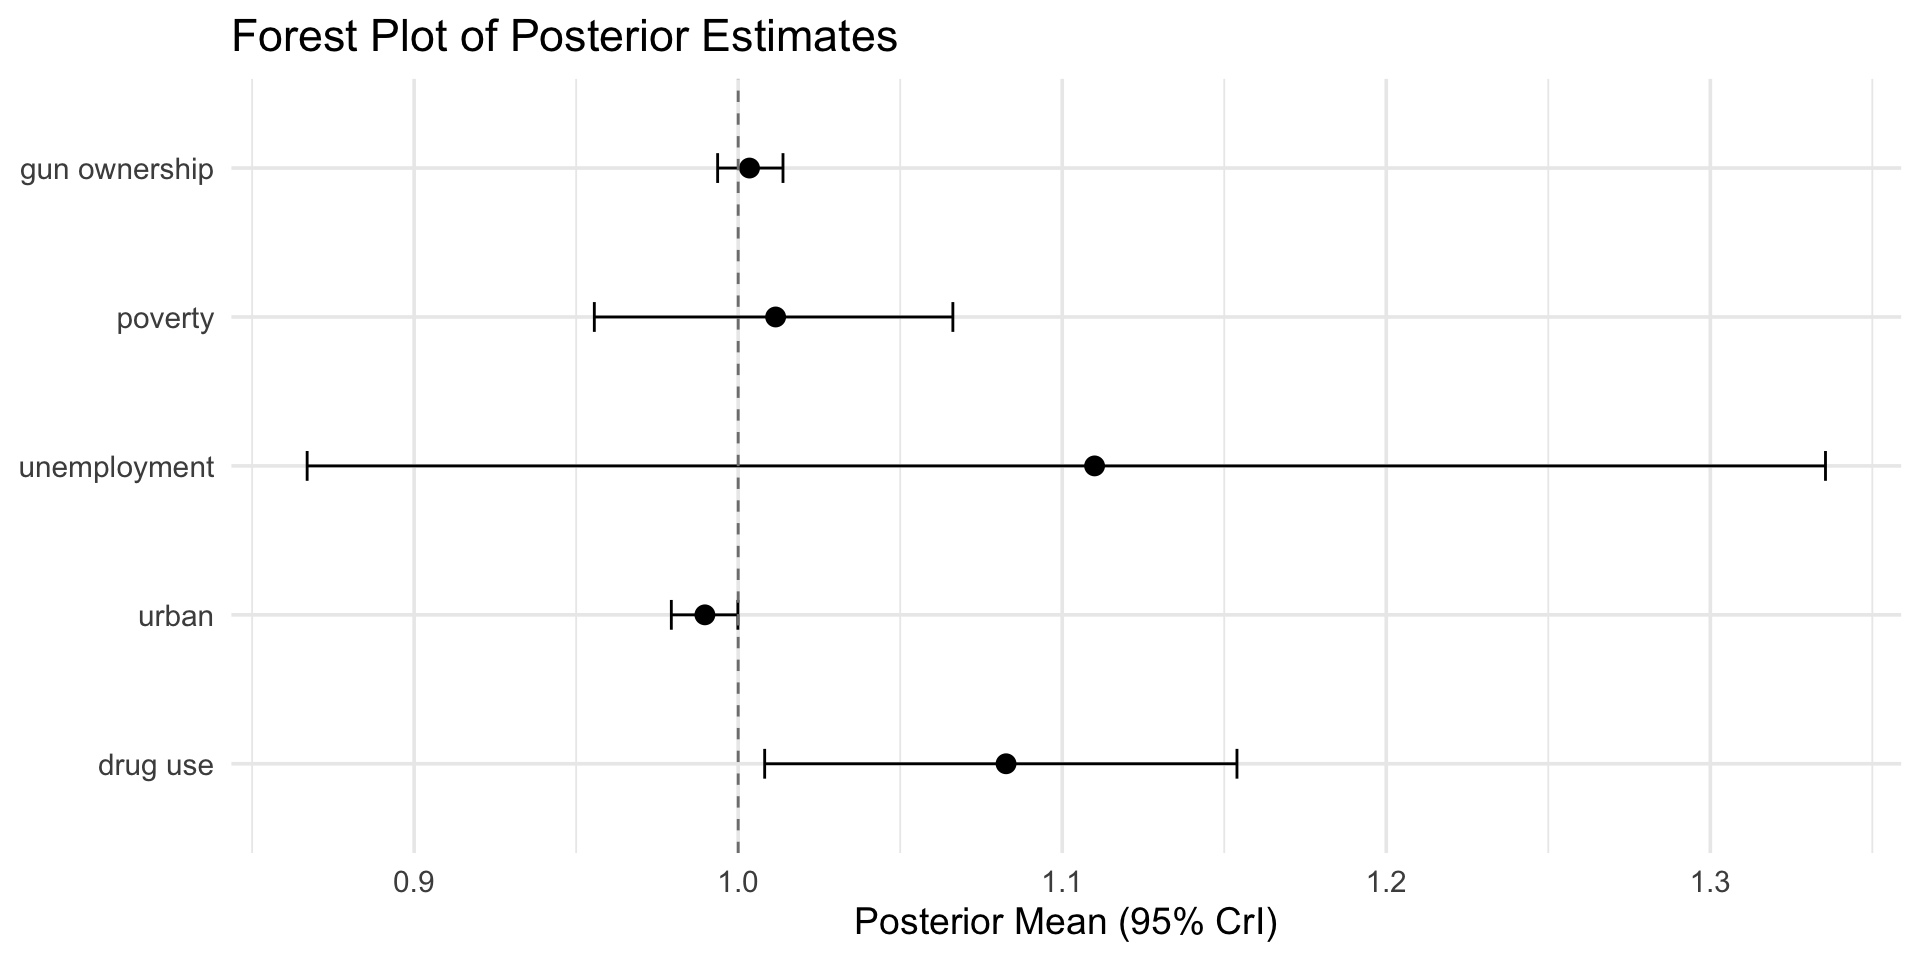 Forest Plot of Posterior Estimates
gun ownership
poverty
unemployment
urban
drug use
0.9 1.0 1.1 1.2 1.3
Posterior Mean (95% CrI)